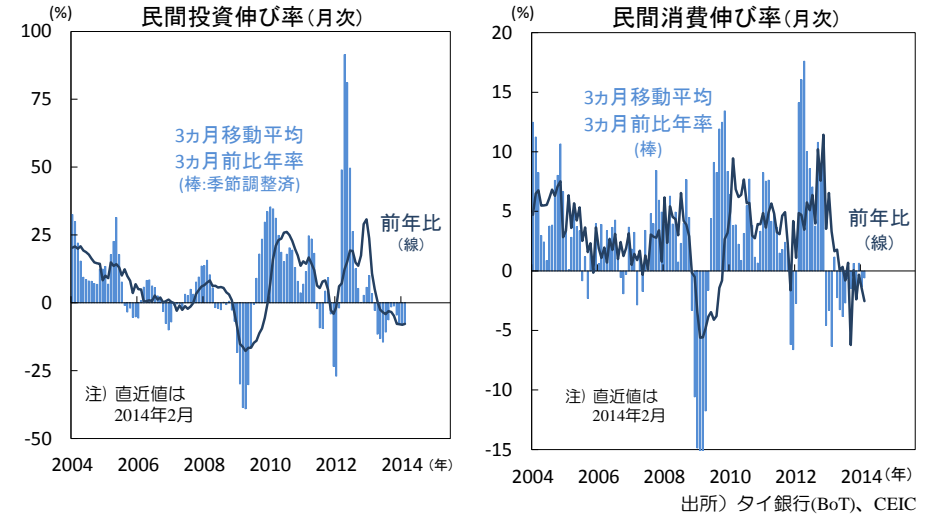 民間投資伸び率(月次)
(%)
100
75
50
25
0
-25
-50
3ヵ月移動平均
3ヵ月前比年率
(棒:季節調整済)
前年比
(線)
注) 直近値は
2014年2月
2004 2006 2008 2010 2012 2014 (年)
民間消費伸び率(月次)
(%)
20
15
10
5
0
-5
-10
-15
3ヵ月移動平均
3ヵ月前比年率
(棒)
前年比
(線)
注) 直近値は
2014年2月
2004 2006 2008 2010 2012 2014 (年)
出所）タイ銀行(BoT)、CEIC